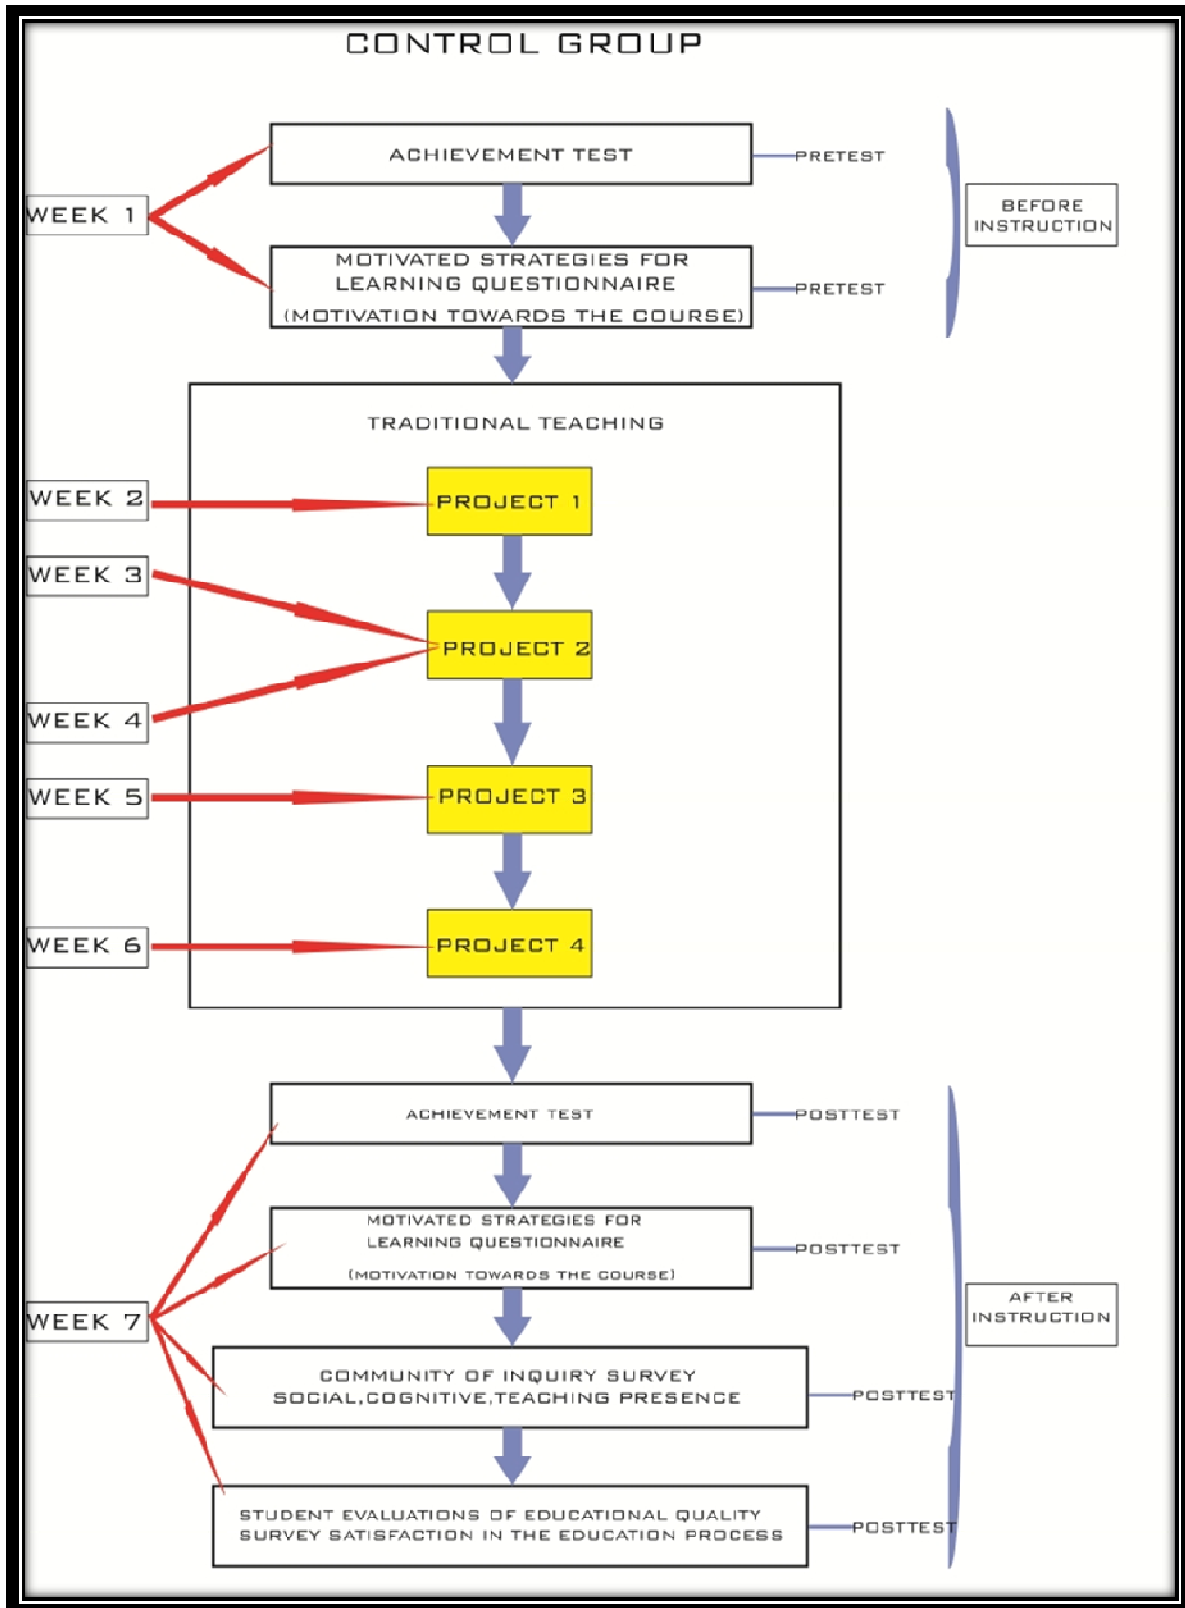 CONTROL GROUP
ACHIEVEMENT TEST
PRETEST
WEEK 1
BEFORE
INSTRUCTION
MOTIVATED STRATEGIES FOR
LEARNING QUESTIONNAIRE
(MOTIVATION TOWARDS THE COURSE)
PRETEST
TRADITIONAL TEACHING
WEEK 2
PROJECT 1
WEEK 3
PROJECT 2
WEEK 4
WEEK 5
PROJECT 3
WEEK 6
PROJECT 4
ACHIEVEMENT TEST
POSTTEST
MOTIVATED STRATEGIES FOR
LEARNING QUESTIONNAIRE
(MOTIVATION TOWARDS THE COURSE)
POSTTEST
WEEK 7
AFTER
INSTRUCTION
COMMUNITY OF INQUIRY SURVEY
SOCIAL,COGNITIVE,TEACHING PRESENCE
POSTTEST
STUDENT EVALUATIONS OF EDUCATIONAL QUALITY
SURVEY SATISFACTION IN THE EDUCATION PROCESS
POSTTEST